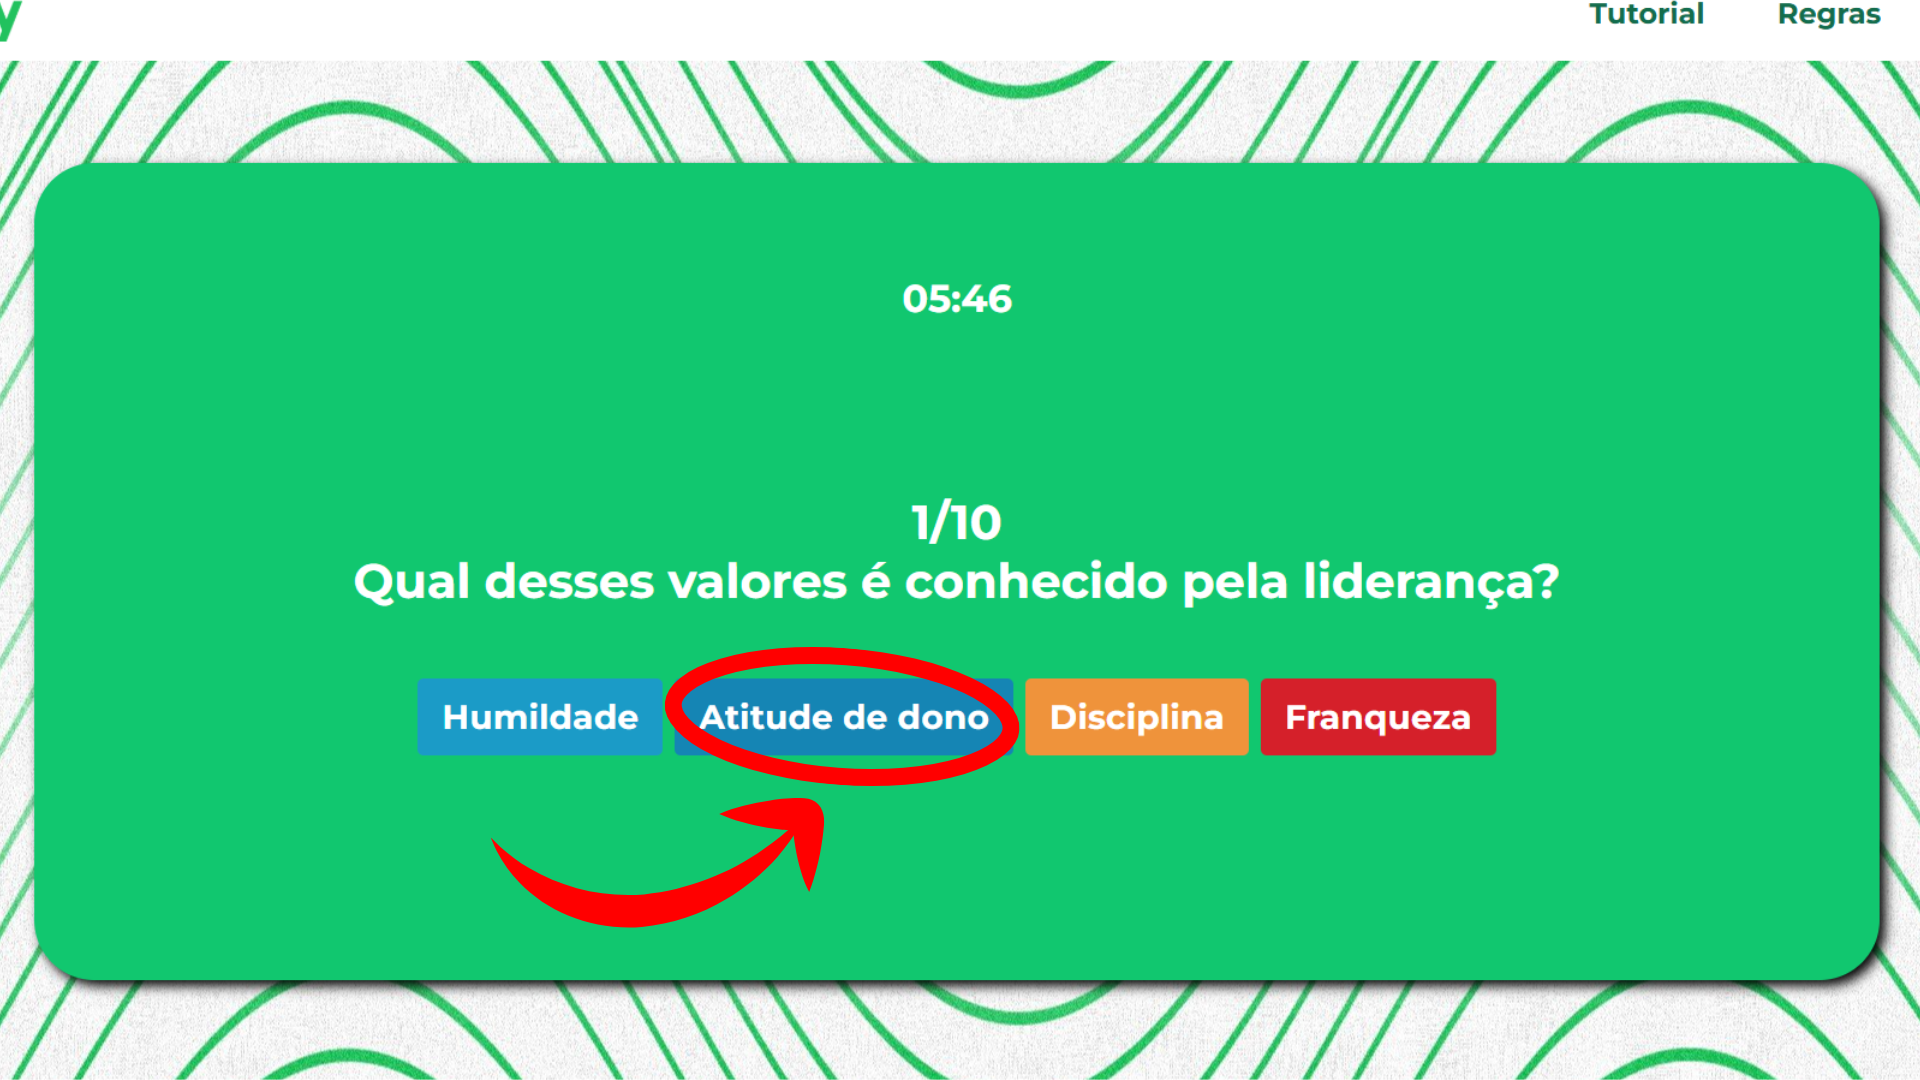 y
Tutorial Regras
05:46
1/10
Qual desses valores é conhecido pela liderança?
Humildade Atitude de dono Disciplina Franqueza